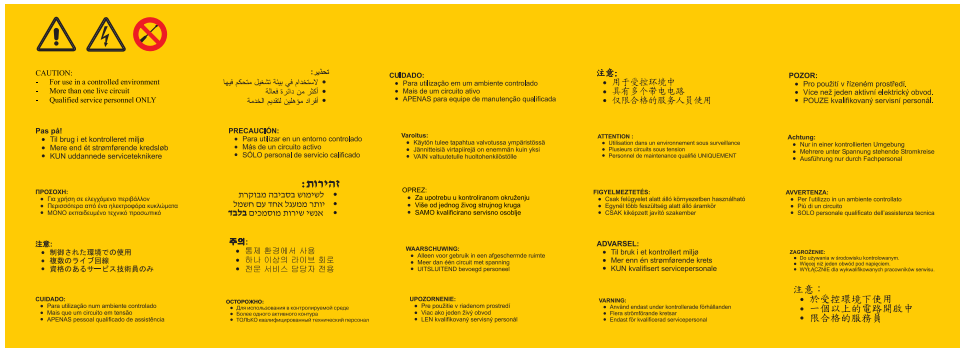 CAUTION:
- For use in a controlled environment
- More than one live circuit
- Qualified service personnel ONLY
تحذير:
• لاستخدام في بيئة تشغيل متحكم فيها
• أكثر من دائرة فعالة
• أفراد مؤهلين لتقديم الخدمة
CUIDADO:
• Para utilização em um ambiente controlado
• Mais de um circuito ativo
• APENAS para equipe de manutenção qualificada
注意:
• 用于受控环境中
• 具有多个带电电路
• 仅限合格的服务人员使用
POZOR:
• Pro použití v řízeném prostředí,
• Více než jeden aktivní elektrický obvod.
• POUZE kvalifikovaný servisní personál.
Pas på!
• Til brug i et kontrolleret miljø
• Mere end ét strømførende kredsløb
• KUN uddannede serviceteknikere
PRECAUCIÓN:
• Para utilizar en un entorno controlado
• Más de un circuito activo
• SÓLO personal de servicio calificado
Varoitus:
• Käytön tulee tapahtua valvotussa ympäristössä
• Jännitteisiä virtapiirejä on enemmän kuin yksi
• VAIN valtuutetulle huoltohenkilöstölle
ATTENTION :
• Utilisation dans un environnement sous surveillance
• Plusieurs circuits sous tension
• Personnel de maintenance qualifié UNIQUEMENT
Achtung:
• Nur in einer kontrollierten Umgebung
• Mehrere unter Spannung stehende Stromkreise
• Ausführung nur durch Fachpersonal
ΠΡΟΣΟΧΗ:
• Για χρήση σε ελεγχόμενο περιβάλλον
• Περισσότερα από ένα ηλεκτροφόρα κυκλώματα
• ΜΟΝΟ εκπαιδευμένο τεχνικό προσωπικό
זהירות:
• לשימוש בסביבה מבוקרת
• יותר ממעגל אחד עם חשמל
• אנשי שירות מוסמכים בלבד
OPREZ:
• Za upotrebu u kontroliranom okruženju
• Više od jednog živog strujnog kruga
• SAMO kvalificirano servisno osoblje
FIGYELMEZTETÉS:
• Csak felügyelet alatt álló környezetben használható
• Egynél több feszültség alatt álló áramkör
• CSAK kiképzett javító szakember
AVVERTENZA:
• Per l'utilizzo in un ambiente controllato
• Più di un circuito
• SOLO personale qualificato dell'assistenza tecnica
注意:
• 制御された環境での使用
• 複数のライブ回線
• 資格のあるサービス技術員のみ
주의:
• 통제 환경에서 사용
• 하나 이상의 라이브 회로
• 전문 서비스 담당자 전용
WAARSCHUWING:
• Alleen voor gebruik in een afgeschermde ruimte
• Meer dan één circuit met spanning
• UITSLUITEND bevoegd personeel
ADVARSEL:
• Til bruk i et kontrollert miljø
• Mer enn én strømførende krets
• KUN kvalifisert servicepersonale
ZAGROŻENIE:
• Do używania w środowisku kontrolowanym.
• Więcej niż jeden obwód pod napięciem.
• WYŁĄCZNIE dla wykwalifikowanych pracowników serwisu.
CUIDADO:
• Para utilização num ambiente controlado
• Mais que um circuito em tensão
• APENAS pessoal qualificado de assistência
ОСТОРОЖНО:
• Для использования в контролируемой среде
• Более одного активного контура
• ТОЛЬКО квалифицированный технический персонал
UPOZORNENIE:
• Pre použitie v riadenom prostredí
• Viac ako jeden živý obvod
• LEN kvalifikovaný servisný personál
VARNING:
• Använd endast under kontrollerade förhållanden
• Flera strömförande kretsar
• Endast för kvalificerad servicepersonal
注意：
• 於受控環境下使用
• 一個以上的電路開啟中
• 限合格的服務員